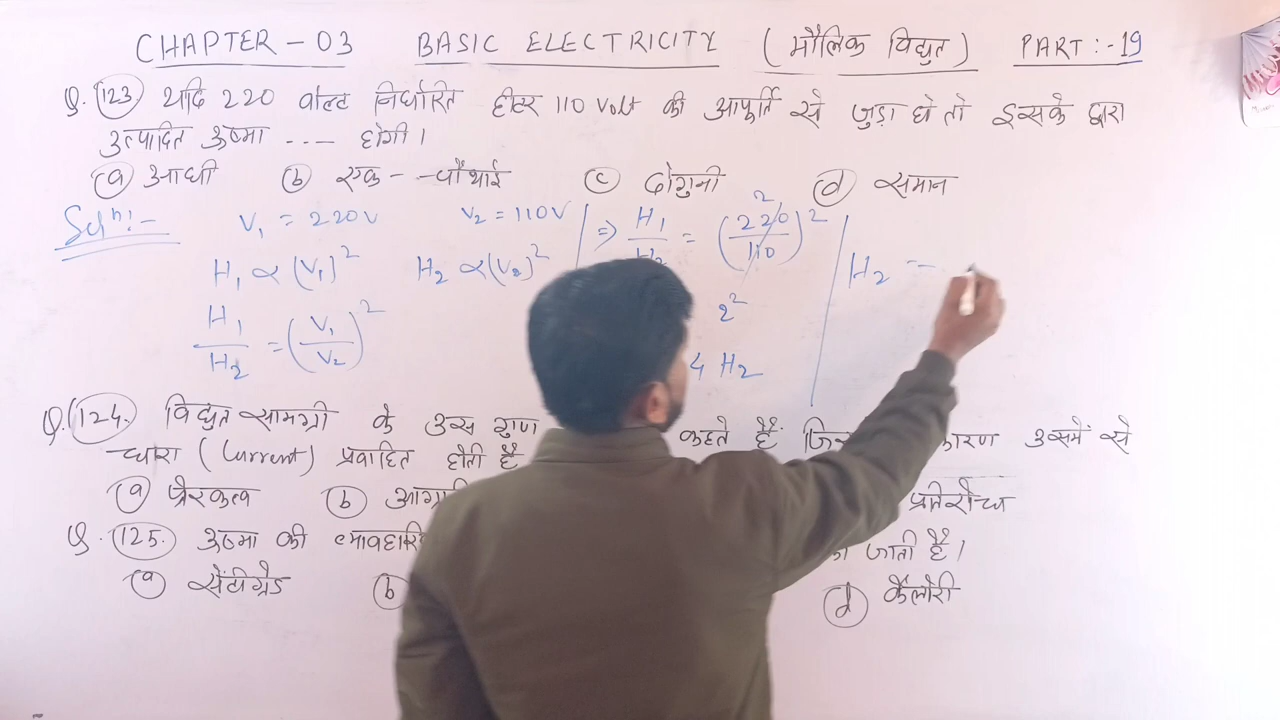 CHAPTER - 03 BASIC ELECTRICITY (मौलिक विद्युत) PART :- 19
Q. 123. यदि 220 वोल्ट निर्धारित हीटर 110 Volt की आपूर्ति से जुड़ा हो तो इसके द्वारा
उत्पादित ऊष्मा ---- होगी।
(a) आधी (b) एक--चौथाई (c) दोगुनी (d) समान
Solⁿ:- V₁ = 220V V₂ = 110V
H₁ ∝ (V₁)² H₂ ∝ (V₂)²
H₁/H₂ = (V₁/V₂)²
⇒ H₁/H₂ = (220/110)² 2
2²
4 H₂
H₂ =
Q. 124. विद्युत सामग्री के उस गुण कहते हैं कारण उसमें से
धारा (Current) प्रवाहित होती है
(a) प्रेरकत्व (b) प्रतिरोध
Q. 125. ऊष्मा की जाती है।
(a) सेंटीग्रेड (b) (d) कैलोरी